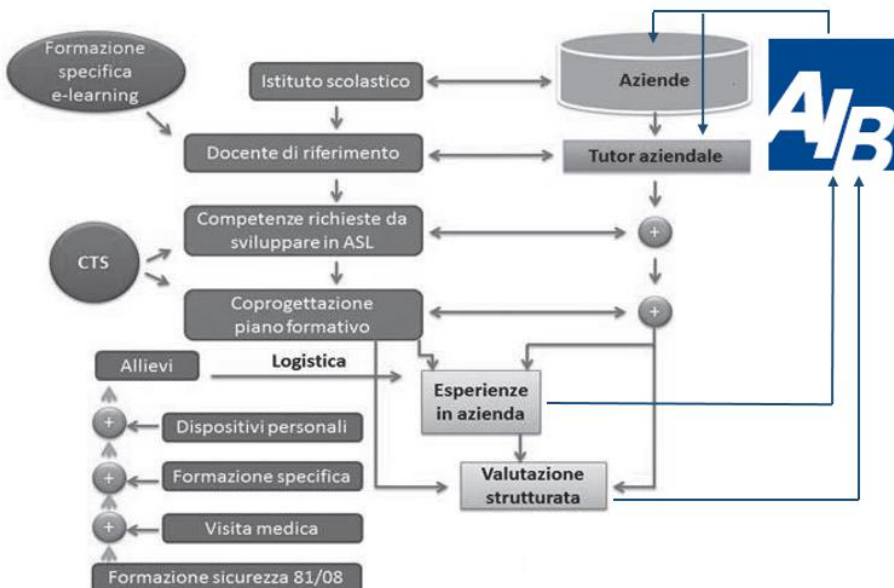 Formazione
specifica
e-learning
Istituto scolastico
Aziende
AIB
Docente di riferimento
Tutor aziendale
Competenze richieste da
sviluppare in ASL
+
CTS
Coprogettazione
piano formativo
+
Allievi
Logistica
Esperienze
in azienda
+
Dispositivi personali
+
Formazione specifica
Valutazione
strutturata
+
Visita medica
Formazione sicurezza 81/08